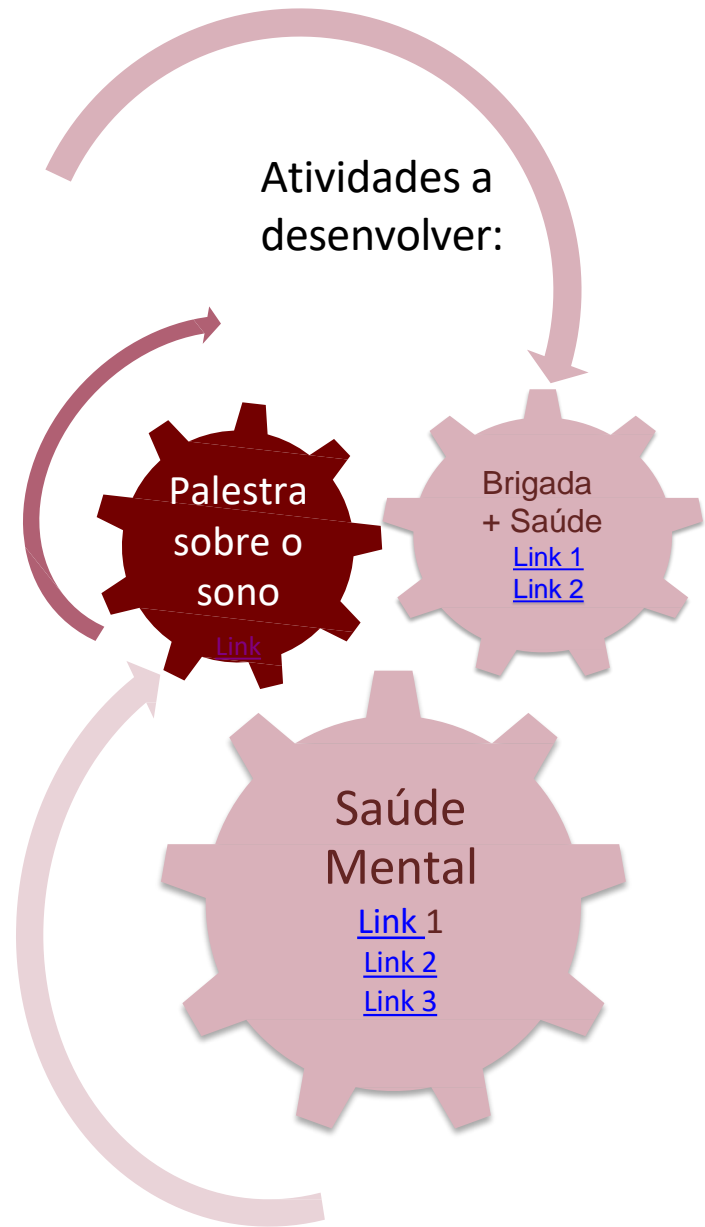 Atividades a
desenvolver:
Palestra
sobre o
sono
Link
Brigada
+ Saúde
Link 1
Link 2
Saúde
Mental
Link 1
Link 2
Link 3